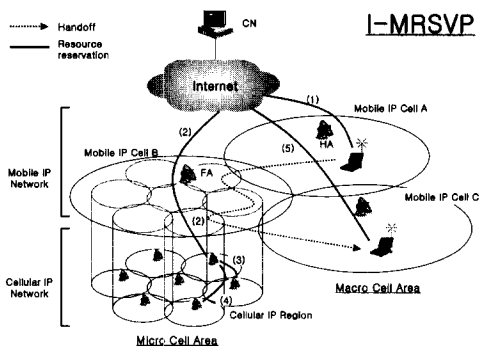 I-MRSVP
CN
Handoff
Resource
reservation
Internet
(1)
Mobile IP Cell A
(2)
(5)
HA
Mobile IP Cell B
FA
Mobile IP
Network
Mobile IP Cell C
(2)
(3)
Cellular IP
Network
(4)
Macro Cell Area
Cellular IP Region
Micro Cell Area